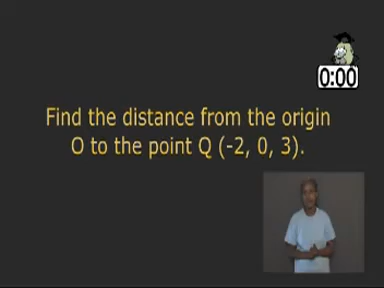 0:00
Find the distance from the origin
O to the point Q (-2, 0, 3).